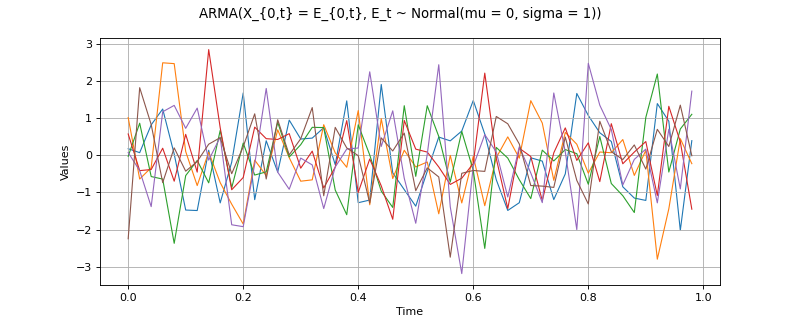 ARMA(X_{0,t} = E_{0,t}, E_t ~ Normal(mu = 0, sigma = 1))
3
2
1
0
−1
−2
−3
Values
0.0 0.2 0.4 0.6 0.8 1.0
Time